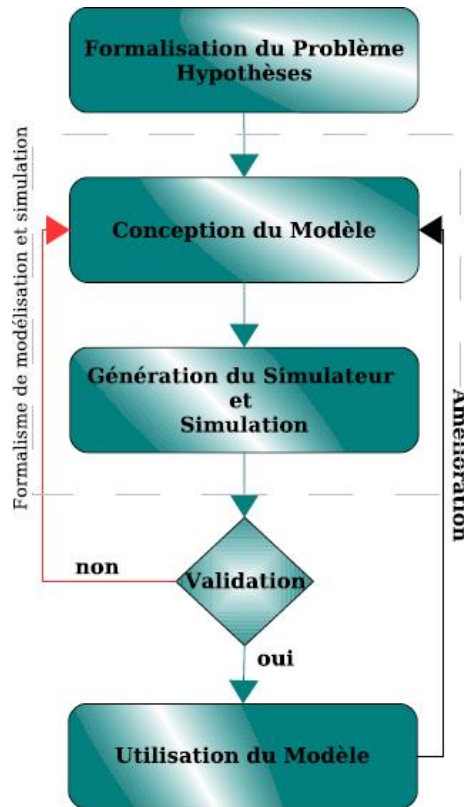 Formalisation du Problème
Hypothèses
Formalisme de modélisation et simulation
Conception du Modèle
Génération du Simulateur
et
Simulation
Amélioration
non
Validation
oui
Utilisation du Modèle